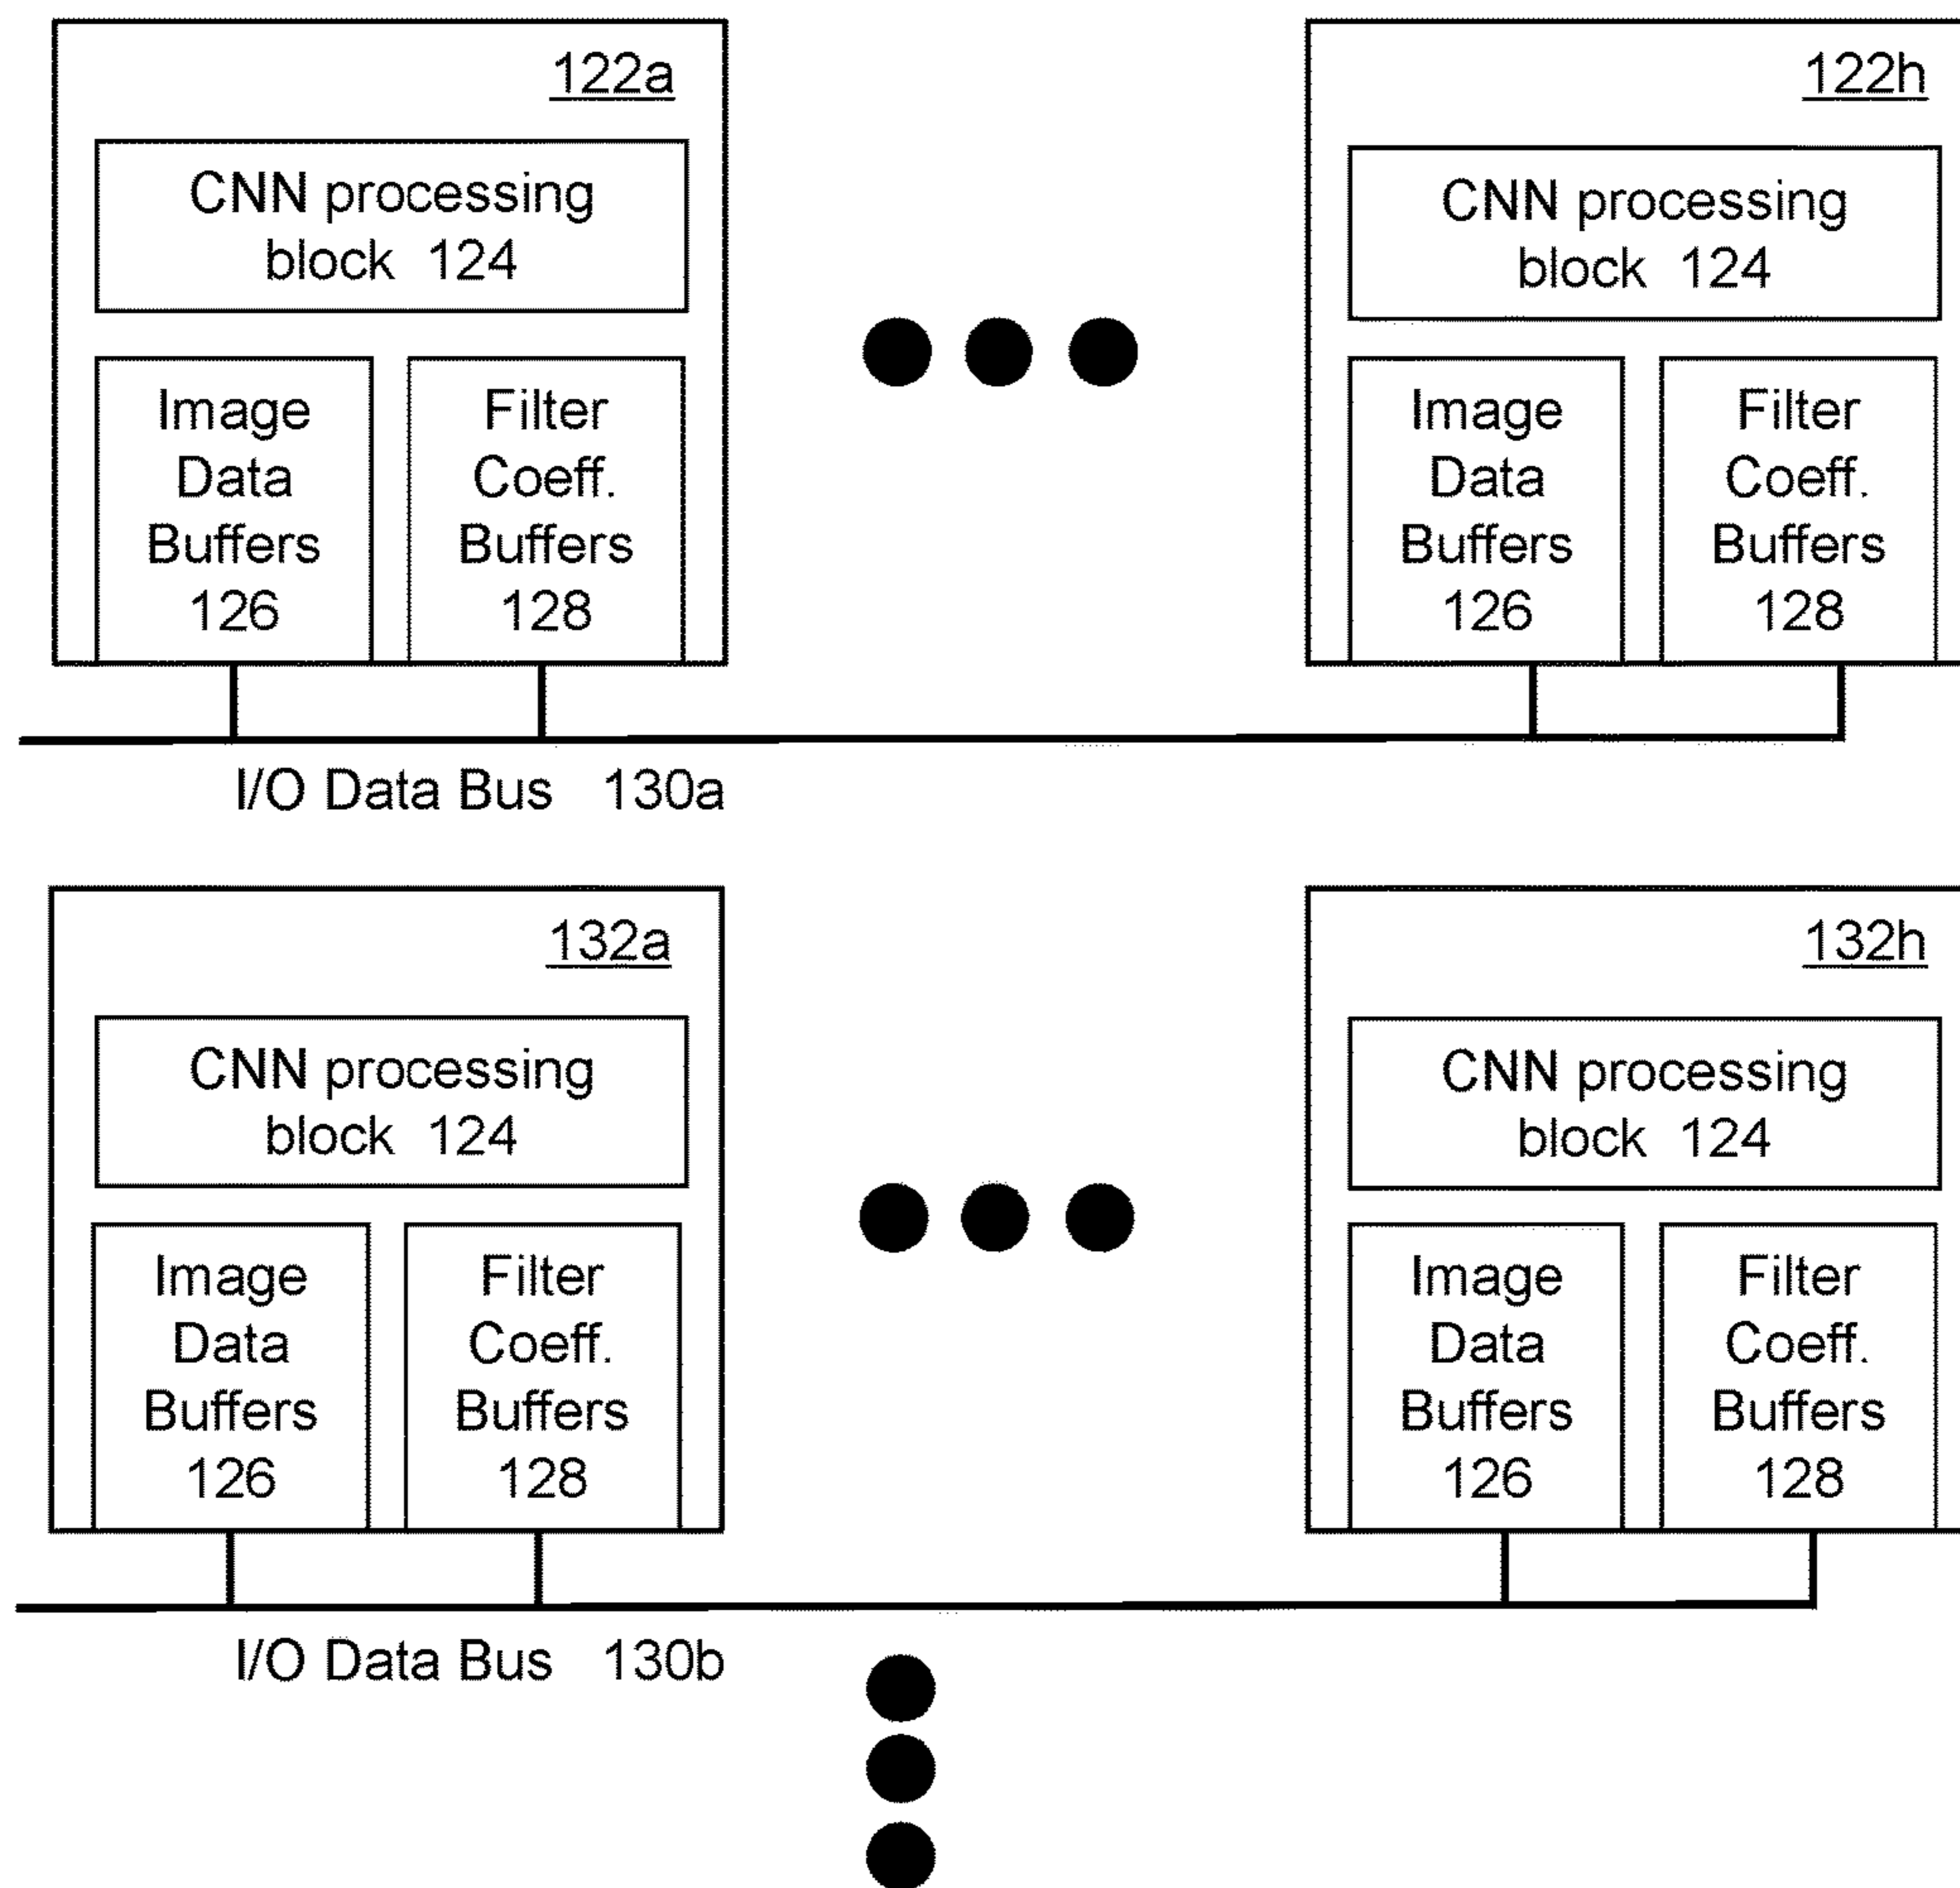 122a
CNN processing
block 124
Image
Data
Buffers
126
Filter
Coeff.
Buffers
128
122h
CNN processing
block 124
Image
Data
Buffers
126
Filter
Coeff.
Buffers
128
I/O Data Bus 130a
132a
CNN processing
block 124
Image
Data
Buffers
126
Filter
Coeff.
Buffers
128
132h
CNN processing
block 124
Image
Data
Buffers
126
Filter
Coeff.
Buffers
128
I/O Data Bus 130b